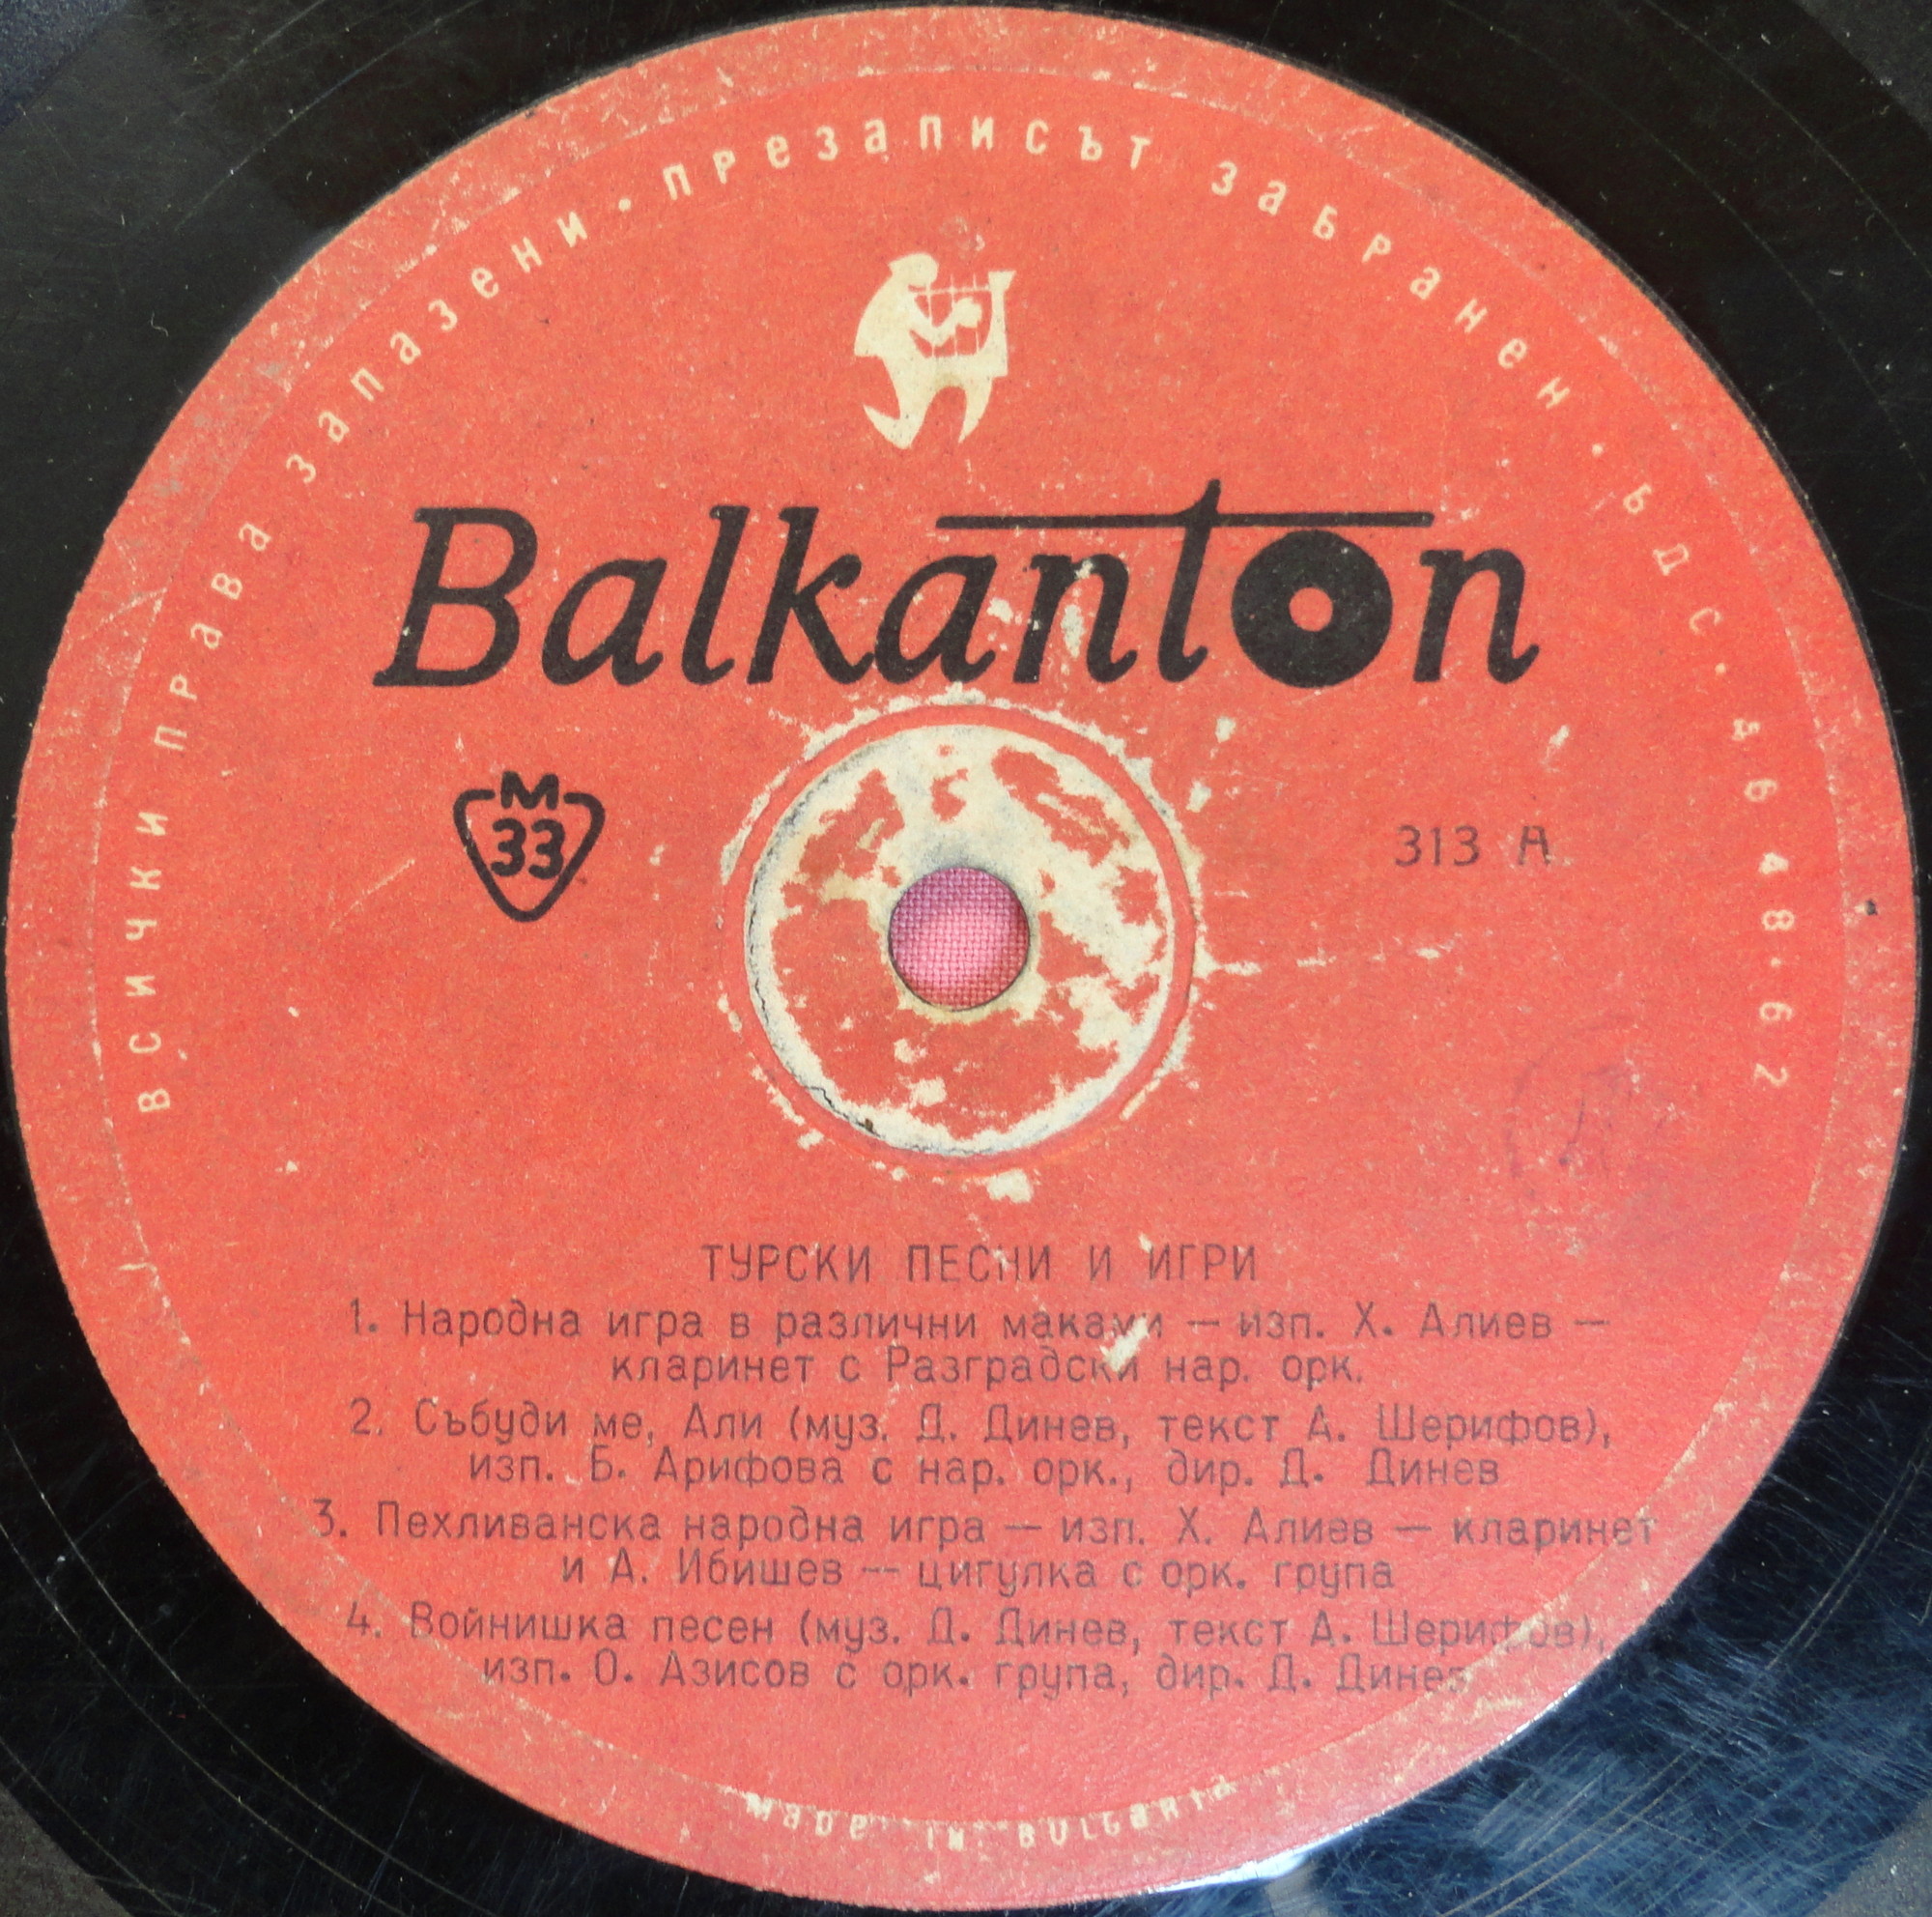 всички права запазени · презаписът забранен · бдс · 5648·62
Balkanton
М
33
313 А
ТУРСКИ ПЕСНИ И ИГРИ
1. Народна игра в различни маками — изп. Х. Алиев —
кларинет с Разградски нар. орк.
2. Събуди ме, Али (муз. Д. Динев, текст А. Шерифов),
изп. Б. Арифова с нар. орк., дир. Д. Динев
3. Пехливанска народна игра — изп. Х. Алиев — кларинет
и А. Ибишев -- цигулка с орк. група
4. Войнишка песен (муз. Д. Динев, текст А. Шерифов),
изп. О. Азисов с орк. група, дир. Д. Динев
MADE IN BULGARIA